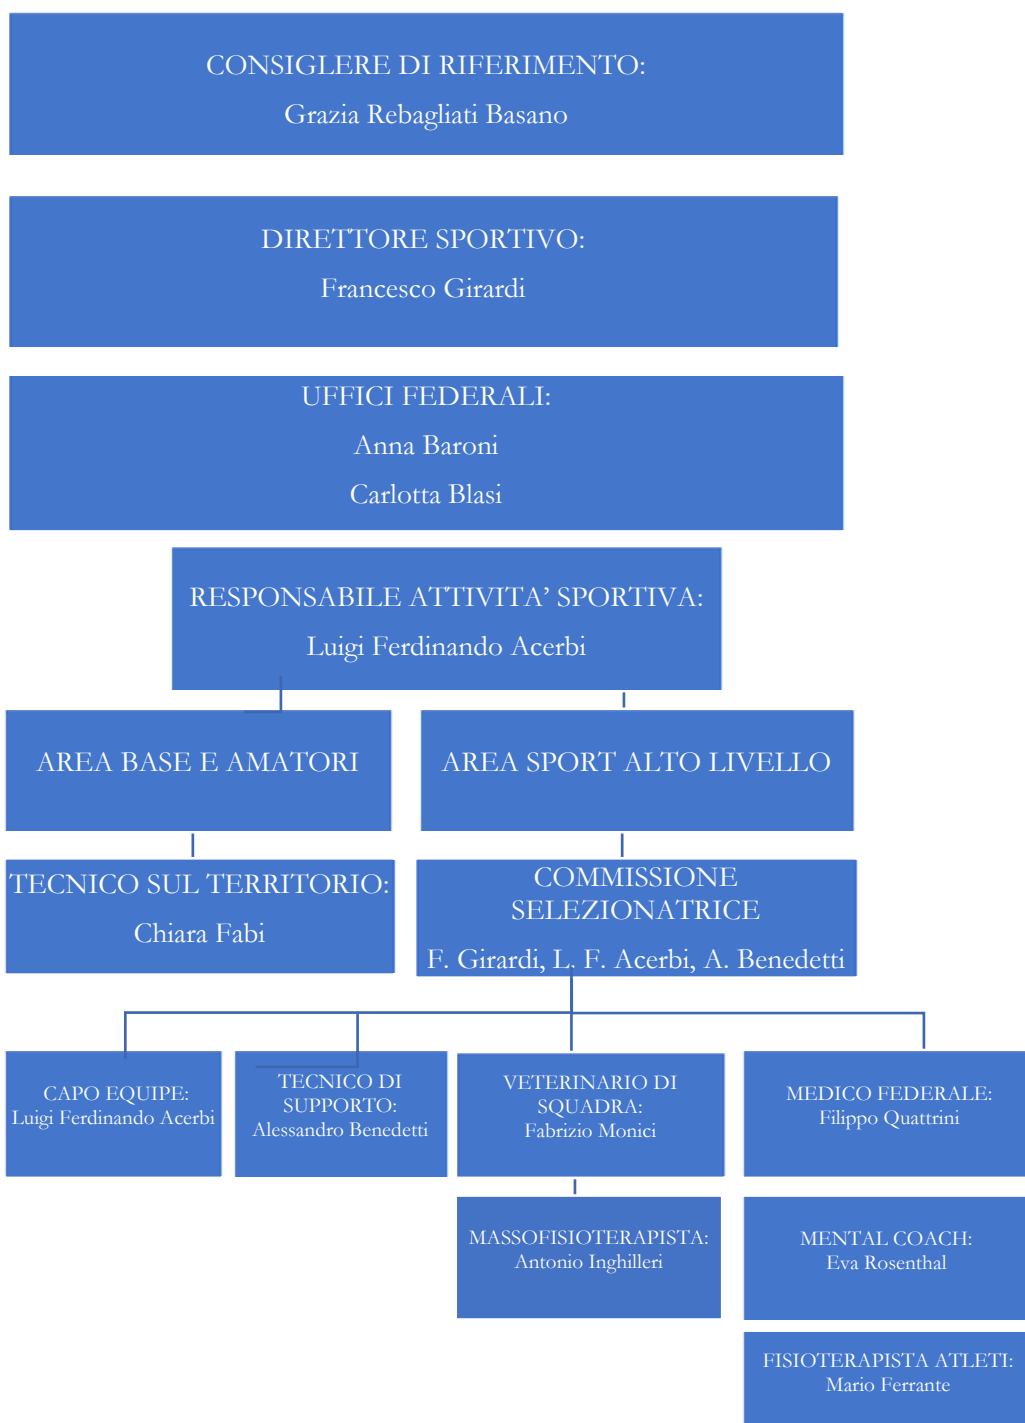 CONSIGLERE DI RIFERIMENTO:
Grazia Rebagliati Basano
DIRETTORE SPORTIVO:
Francesco Girardi
UFFICI FEDERALI:
Anna Baroni
Carlotta Blasi
RESPONSABILE ATTIVITA’ SPORTIVA:
Luigi Ferdinando Acerbi
AREA BASE E AMATORI
AREA SPORT ALTO LIVELLO
TECNICO SUL TERRITORIO:
Chiara Fabi
COMMISSIONE
SELEZIONATRICE
F. Girardi, L. F. Acerbi, A. Benedetti
CAPO EQUIPE:
Luigi Ferdinando Acerbi
TECNICO DI
SUPPORTO:
Alessandro Benedetti
VETERINARIO DI
SQUADRA:
Fabrizio Monici
MEDICO FEDERALE:
Filippo Quattrini
MASSOFISIOTERAPISTA:
Antonio Inghilleri
MENTAL COACH:
Eva Rosenthal
FISIOTERAPISTA ATLETI:
Mario Ferrante